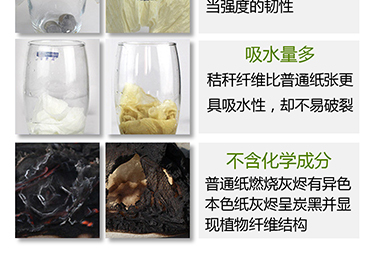 当强度的韧性
吸水量多
秸秆纤维比普通纸张更
具吸水性，却不易破裂
不含化学成分
普通纸燃烧灰烬有异色
本色纸灰烬呈炭黑并显
现植物纤维结构